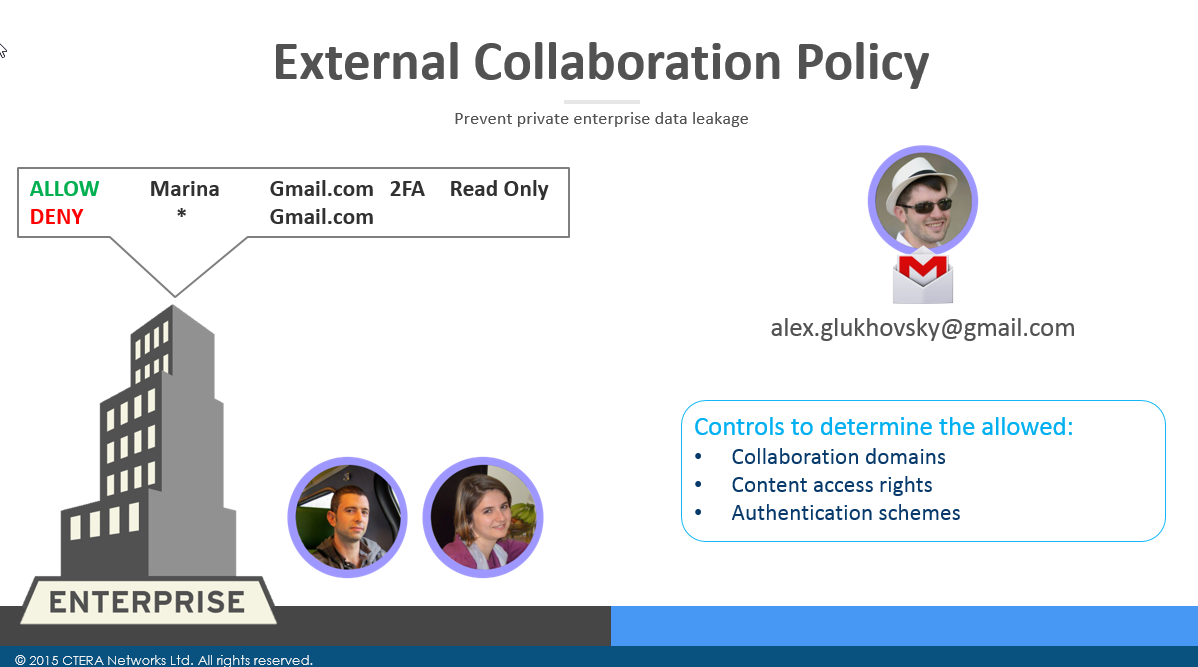 External Collaboration Policy
Prevent private enterprise data leakage
ALLOW Marina Gmail.com 2FA Read Only
DENY * Gmail.com
alex.glukhovsky@gmail.com
Controls to determine the allowed:
• Collaboration domains
• Content access rights
• Authentication schemes
ENTERPRISE
© 2015 CTERA Networks Ltd. All rights reserved.